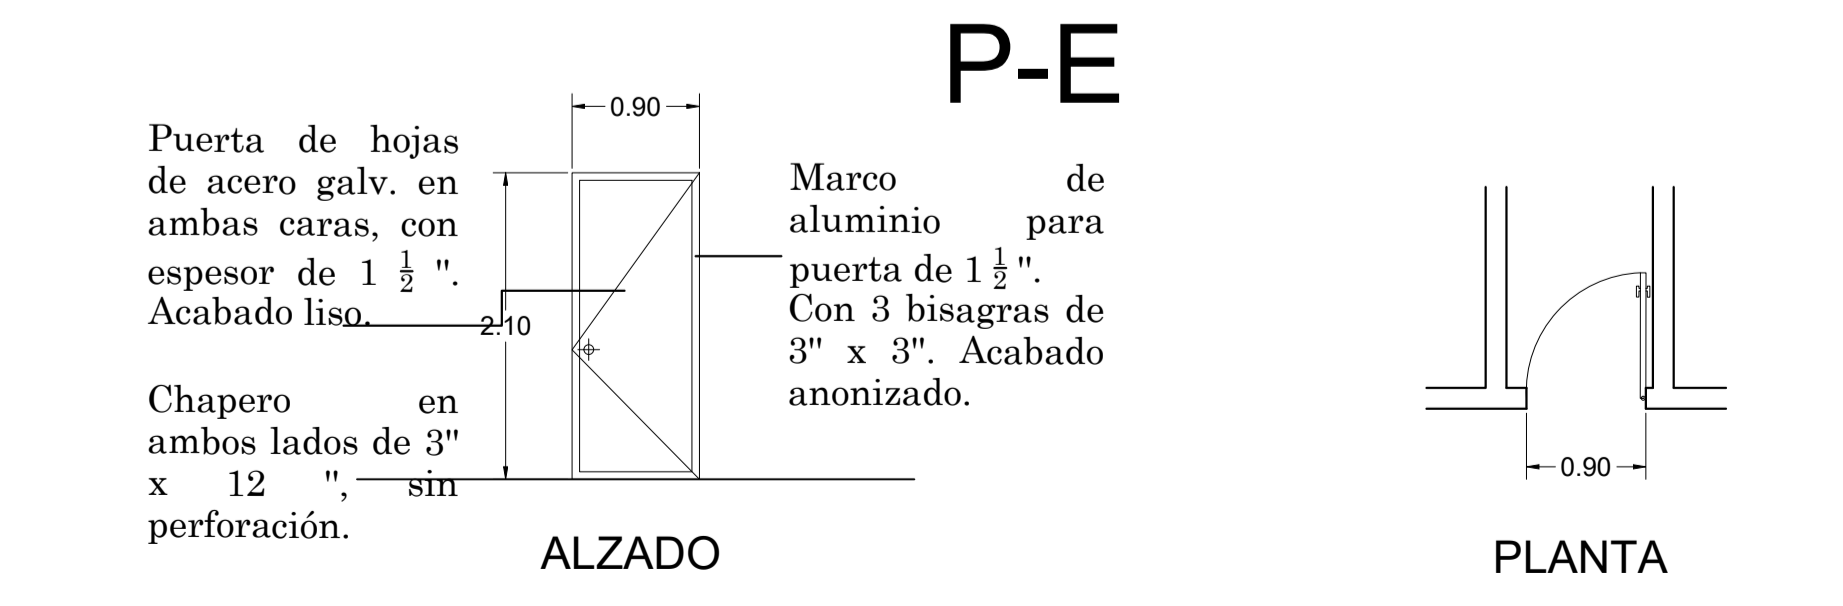 P-E
0.90
Puerta de hojas
de acero galv. en
ambas caras, con
espesor de 1 1/2 ".
Acabado liso.
2.10
Chapero en
ambos lados de 3"
x 12 ", sin
perforación.
Marco de
aluminio para
puerta de 1 1/2 ".
Con 3 bisagras de
3" x 3". Acabado
anonizado.
ALZADO
0.90
PLANTA